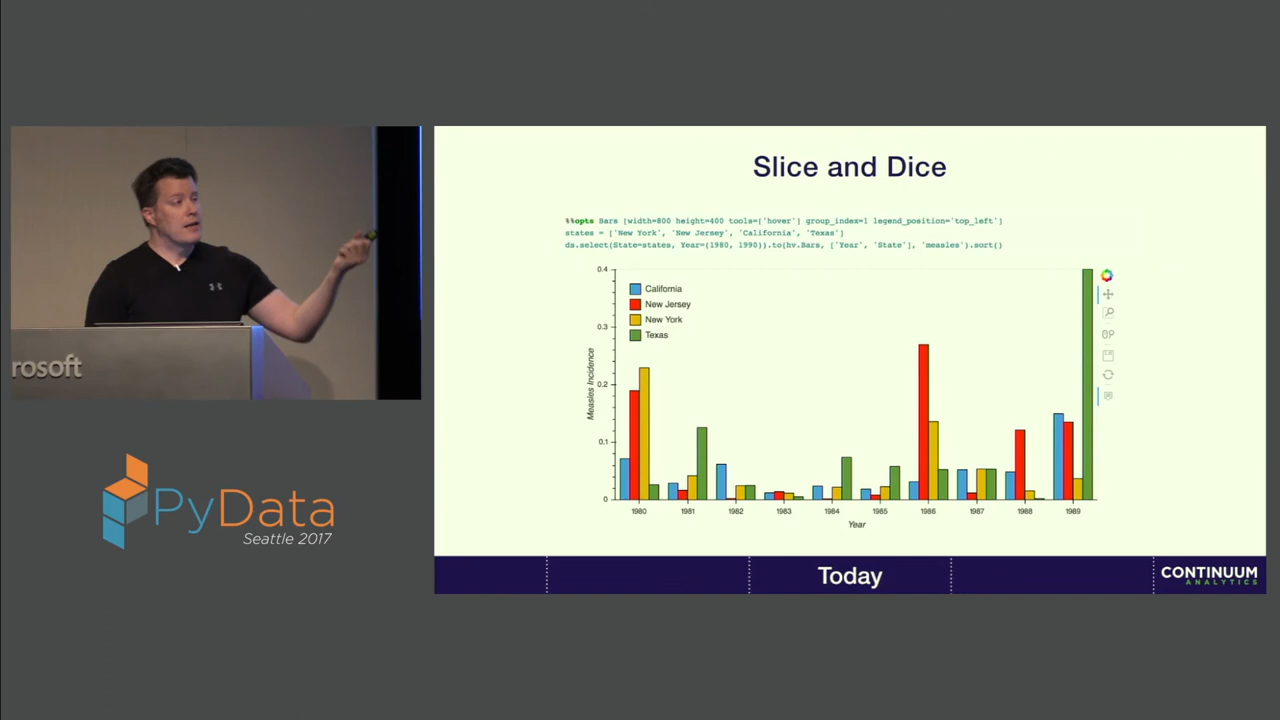 Slice and Dice
%%opts Bars [width=800 height=400 tools=['hover'] group_index=1 legend_position='top_left']
states = ['New York', 'New Jersey', 'California', 'Texas']
ds.select(State=states, Year=(1980, 1990)).to(hv.Bars, ['Year', 'State'], 'measles').sort()
0.4
0.3
0.2
0.1
0
Measles Incidence
California
New Jersey
New York
Texas
1980 1981 1982 1983 1984 1985 1986 1987 1988 1989
Year
Today
CONTINUUM
ANALYTICS
rosoft
PyData
Seattle 2017